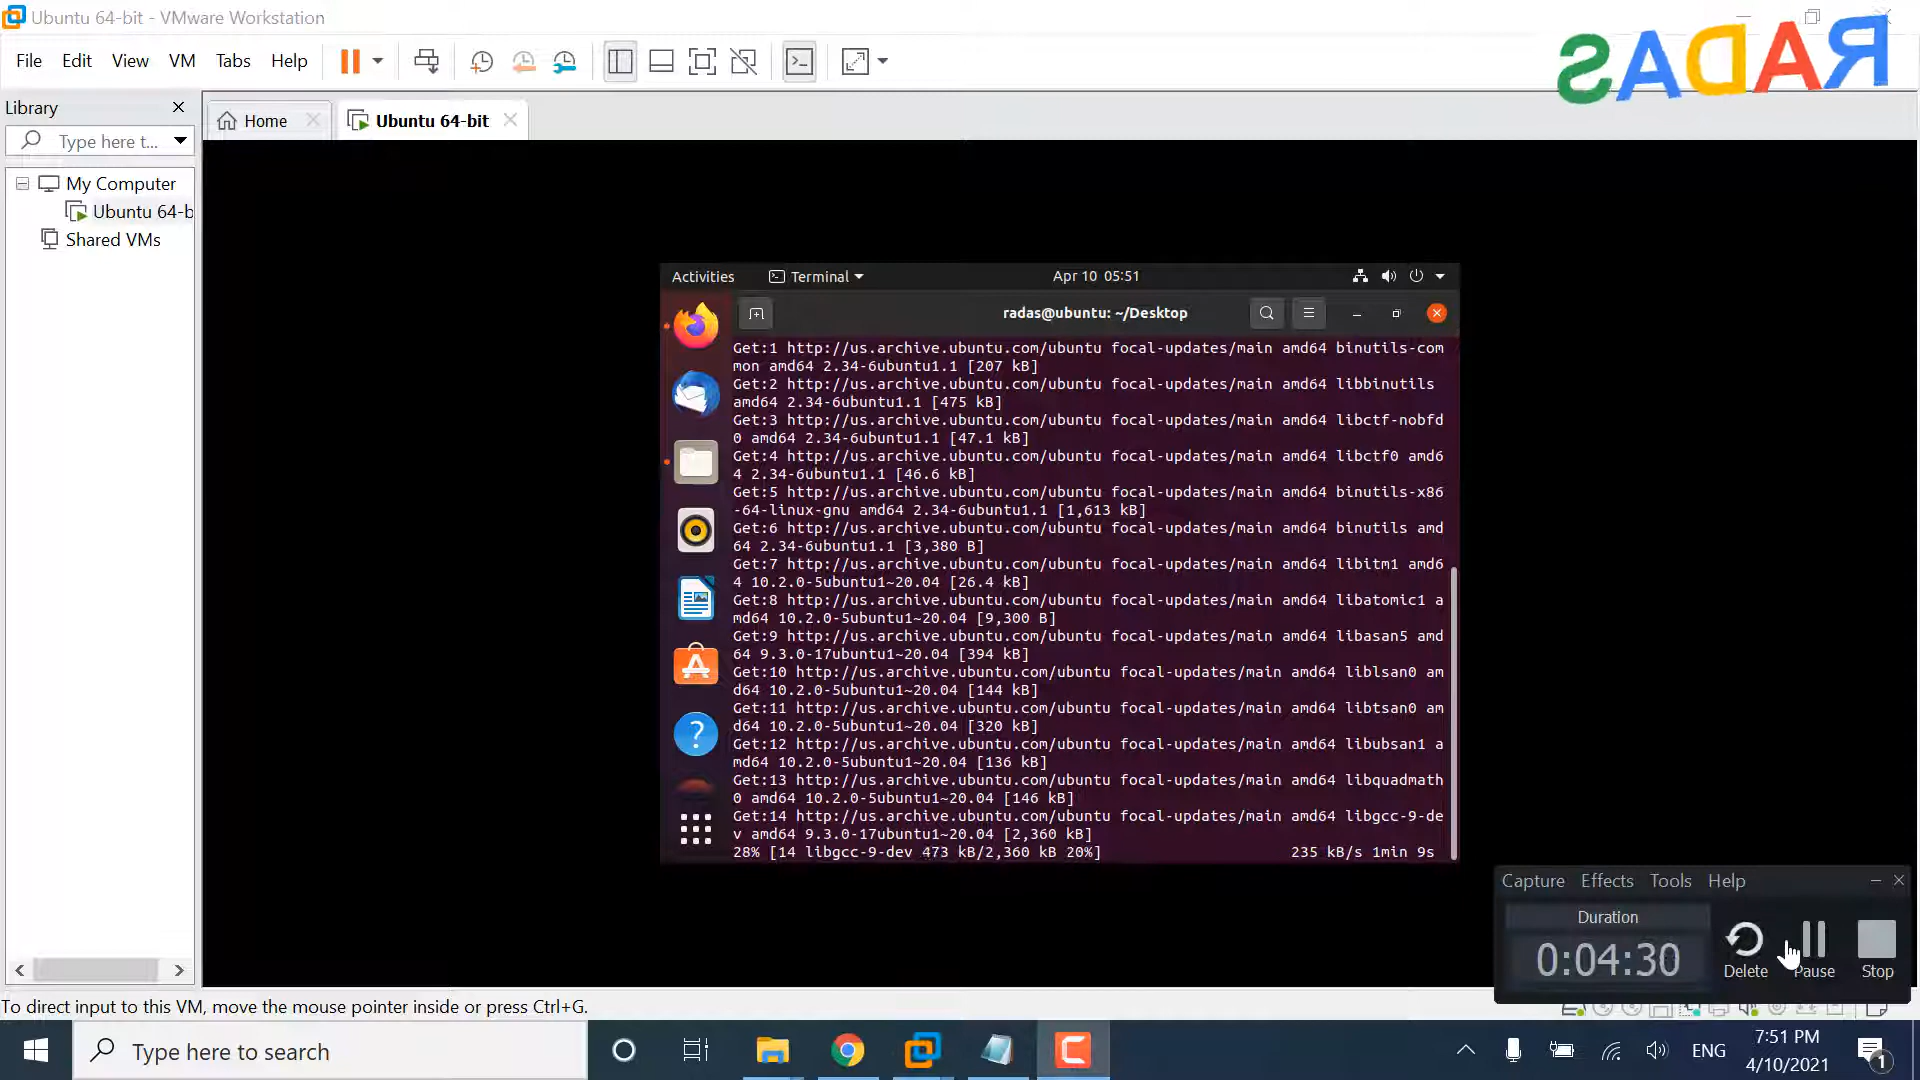 Ubuntu 64-bit - VMware Workstation
File Edit View VM Tabs Help
RADAS
Library
Home
Ubuntu 64-bit
Type here t...
My Computer
Ubuntu 64-b
Shared VMs
Activities Terminal Apr 10 05:51
radas@ubuntu: ~/Desktop
Get:1 http://us.archive.ubuntu.com/ubuntu focal-updates/main amd64 binutils-com
mon amd64 2.34-6ubuntu1.1 [207 kB]
Get:2 http://us.archive.ubuntu.com/ubuntu focal-updates/main amd64 libbinutils
amd64 2.34-6ubuntu1.1 [475 kB]
Get:3 http://us.archive.ubuntu.com/ubuntu focal-updates/main amd64 libctf-nobfd
0 amd64 2.34-6ubuntu1.1 [47.1 kB]
Get:4 http://us.archive.ubuntu.com/ubuntu focal-updates/main amd64 libctf0 amd6
4 2.34-6ubuntu1.1 [46.6 kB]
Get:5 http://us.archive.ubuntu.com/ubuntu focal-updates/main amd64 binutils-x86
-64-linux-gnu amd64 2.34-6ubuntu1.1 [1,613 kB]
Get:6 http://us.archive.ubuntu.com/ubuntu focal-updates/main amd64 binutils amd
64 2.34-6ubuntu1.1 [3,380 B]
Get:7 http://us.archive.ubuntu.com/ubuntu focal-updates/main amd64 libitm1 amd6
4 10.2.0-5ubuntu1~20.04 [26.4 kB]
Get:8 http://us.archive.ubuntu.com/ubuntu focal-updates/main amd64 libatomic1 a
md64 10.2.0-5ubuntu1~20.04 [9,300 B]
Get:9 http://us.archive.ubuntu.com/ubuntu focal-updates/main amd64 libasan5 amd
64 9.3.0-17ubuntu1~20.04 [394 kB]
Get:10 http://us.archive.ubuntu.com/ubuntu focal-updates/main amd64 liblsan0 am
d64 10.2.0-5ubuntu1~20.04 [144 kB]
Get:11 http://us.archive.ubuntu.com/ubuntu focal-updates/main amd64 libtsan0 am
d64 10.2.0-5ubuntu1~20.04 [320 kB]
Get:12 http://us.archive.ubuntu.com/ubuntu focal-updates/main amd64 libubsan1 a
md64 10.2.0-5ubuntu1~20.04 [136 kB]
Get:13 http://us.archive.ubuntu.com/ubuntu focal-updates/main amd64 libquadmath
0 amd64 10.2.0-5ubuntu1~20.04 [146 kB]
Get:14 http://us.archive.ubuntu.com/ubuntu focal-updates/main amd64 libgcc-9-de
v amd64 9.3.0-17ubuntu1~20.04 [2,360 kB]
28% [14 libgcc-9-dev 473 kB/2,360 kB 20%] 235 kB/s 1min 9s
Capture Effects Tools Help
Duration
0:04:30
Delete Pause Stop
To direct input to this VM, move the mouse pointer inside or press Ctrl+G.
Type here to search
ENG
7:51 PM
4/10/2021
1